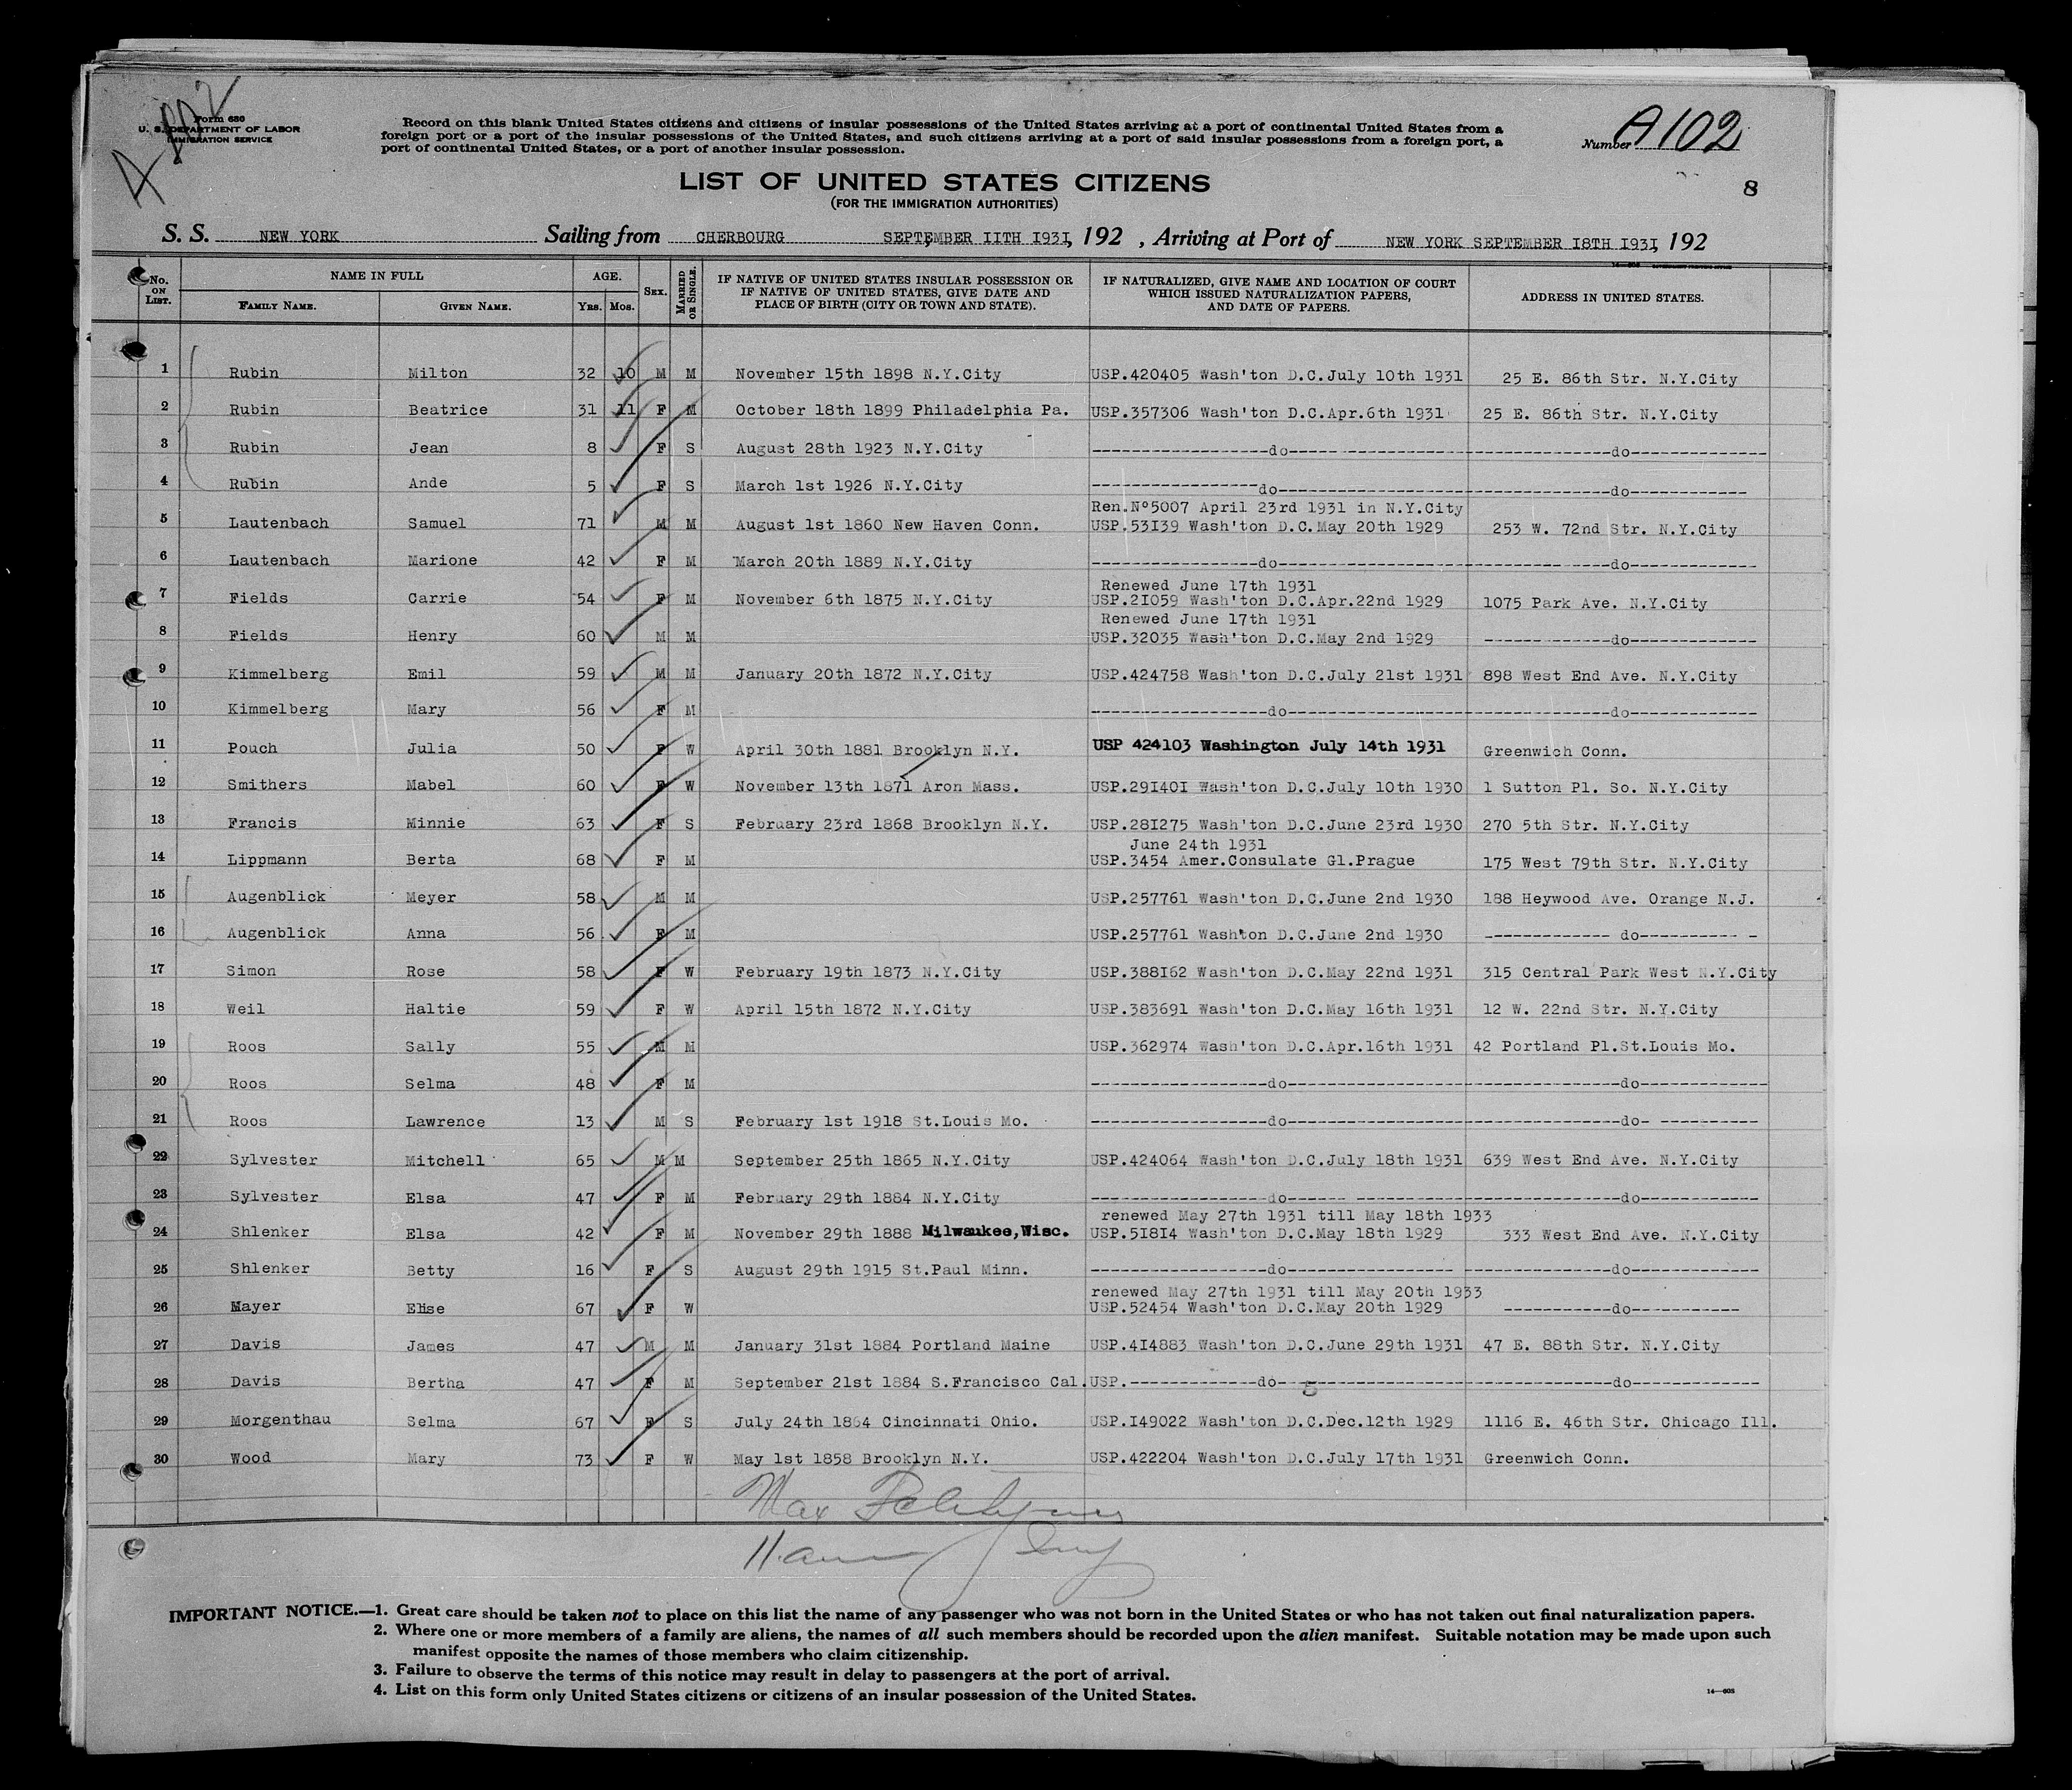 A 102
Form 630
U. S. DEPARTMENT OF LABOR
IMMIGRATION SERVICE
Record on this blank United States citizens and citizens of insular possessions of the United States arriving at a port of continental United States from a
foreign port or a port of the insular possessions of the United States, and such citizens arriving at a port of said insular possessions from a foreign port, a
port of continental United States, or a port of another insular possession.
Number A102
LIST OF UNITED STATES CITIZENS
(FOR THE IMMIGRATION AUTHORITIES)
8
S. S. NEW YORK Sailing from CHERBOURG SEPTEMBER IITH I93I, 192 , Arriving at Port of NEW YORK SEPTEMBER I8TH I93I, 192
No. ON LIST. NAME IN FULL FAMILY NAME. GIVEN NAME. AGE. YRS. MOS. SEX. MARRIED OR SINGLE. IF NATIVE OF UNITED STATES INSULAR POSSESSION OR IF NATIVE OF UNITED STATES, GIVE DATE AND PLACE OF BIRTH (CITY OR TOWN AND STATE). IF NATURALIZED, GIVE NAME AND LOCATION OF COURT WHICH ISSUED NATURALIZATION PAPERS, AND DATE OF PAPERS. ADDRESS IN UNITED STATES.
1 Rubin Milton 32 10 M M November 15th 1898 N.Y.City USP.420405 Wash'ton D.C.July 10th 1931 25 E. 86th Str. N.Y.City
2 Rubin Beatrice 31 11 F M October 18th 1899 Philadelphia Pa. USP.357306 Wash'ton D.C.Apr.6th 1931 25 E. 86th Str. N.Y.City
3 Rubin Jean 8 F S August 28th 1923 N.Y.City do do
4 Rubin Ande 5 F S March 1st 1926 N.Y.City do do
Ren.Nº5007 April 23rd 1931 in N.Y.City
5 Lautenbach Samuel 71 M M August 1st 1860 New Haven Conn. USP.53I39 Wash'ton D.C.May 20th 1929 253 W. 72nd Str. N.Y.City
6 Lautenbach Marione 42 F M March 20th 1889 N.Y.City do do
Renewed June 17th 1931
7 Fields Carrie 54 F M November 6th 1875 N.Y.City USP.2I059 Wash'ton D.C.Apr.22nd 1929 1075 Park Ave. N.Y.City
Renewed June 17th 1931
8 Fields Henry 60 M M USP.32035 Wash'ton D.C.May 2nd 1929 do
9 Kimmelberg Emil 59 M M January 20th 1872 N.Y.City USP.424758 Wash'ton D.C.July 21st 1931 898 West End Ave. N.Y.City
10 Kimmelberg Mary 56 F M do do
11 Pouch Julia 50 F W April 30th 1881 Brooklyn N.Y. USP 424103 Washington July 14th 1931 Greenwich Conn.
12 Smithers Mabel 60 F W November 13th 1871 Aron Mass. USP.29I40I Wash'ton D.C.July 10th 1930 1 Sutton Pl. So. N.Y.City
13 Francis Minnie 63 F S February 23rd 1868 Brooklyn N.Y. USP.28I275 Wash'ton D.C.June 23rd 1930 270 5th Str. N.Y.City
June 24th 1931
14 Lippmann Berta 68 F M USP.3454 Amer.Consulate Gl.Prague 175 West 79th Str. N.Y.City
15 Augenblick Meyer 58 M M USP.257761 Wash'ton D.C.June 2nd 1930 188 Heywood Ave. Orange N.J.
16 Augenblick Anna 56 F M USP.257761 Wash'ton D.C.June 2nd 1930 do
17 Simon Rose 58 F W February 19th 1873 N.Y.City USP.388I62 Wash'ton D.C.May 22nd 1931 315 Central Park West N.Y.City
18 Weil Haltie 59 F W April 15th 1872 N.Y.City USP.383691 Wash'ton D.C.May 16th 1931 12 W. 22nd Str. N.Y.City
19 Roos Sally 55 M M USP.362974 Wash'ton D.C.Apr.16th 1931 42 Portland Pl.St.Louis Mo.
20 Roos Selma 48 F M do do
21 Roos Lawrence 13 M S February 1st 1918 St.Louis Mo. do do
22 Sylvester Mitchell 65 M M September 25th 1865 N.Y.City USP.424064 Wash'ton D.C.July 18th 1931 639 West End Ave. N.Y.City
23 Sylvester Elsa 47 F M February 29th 1884 N.Y.City do do
renewed May 27th 1931 till May 18th 1933
24 Shlenker Elsa 42 F M November 29th 1888 Milwaukee,Wisc. USP.5I8I4 Wash'ton D.C.May 18th 1929 333 West End Ave. N.Y.City
25 Shlenker Betty 16 F S August 29th 1915 St.Paul Minn. do do
renewed May 27th 1931 till May 20th 1933
26 Mayer Elise 67 F W USP.52454 Wash'ton D.C.May 20th 1929 do
27 Davis James 47 M M January 31st 1884 Portland Maine USP.4I4883 Wash'ton D.C.June 29th 1931 47 E. 88th Str. N.Y.City
28 Davis Bertha 47 F M September 21st 1884 S.Francisco Cal. USP. do do
29 Morgenthau Selma 67 F S July 24th 1864 Cincinnati Ohio. USP.I49022 Wash'ton D.C.Dec.12th 1929 1116 E. 46th Str. Chicago Ill.
30 Wood Mary 73 F W May 1st 1858 Brooklyn N.Y. USP.422204 Wash'ton D.C.July 17th 1931 Greenwich Conn.
Max
IMPORTANT NOTICE.—1. Great care should be taken not to place on this list the name of any passenger who was not born in the United States or who has not taken out final naturalization papers.
2. Where one or more members of a family are aliens, the names of all such members should be recorded upon the alien manifest. Suitable notation may be made upon such
manifest opposite the names of those members who claim citizenship.
3. Failure to observe the terms of this notice may result in delay to passengers at the port of arrival.
4. List on this form only United States citizens or citizens of an insular possession of the United States.